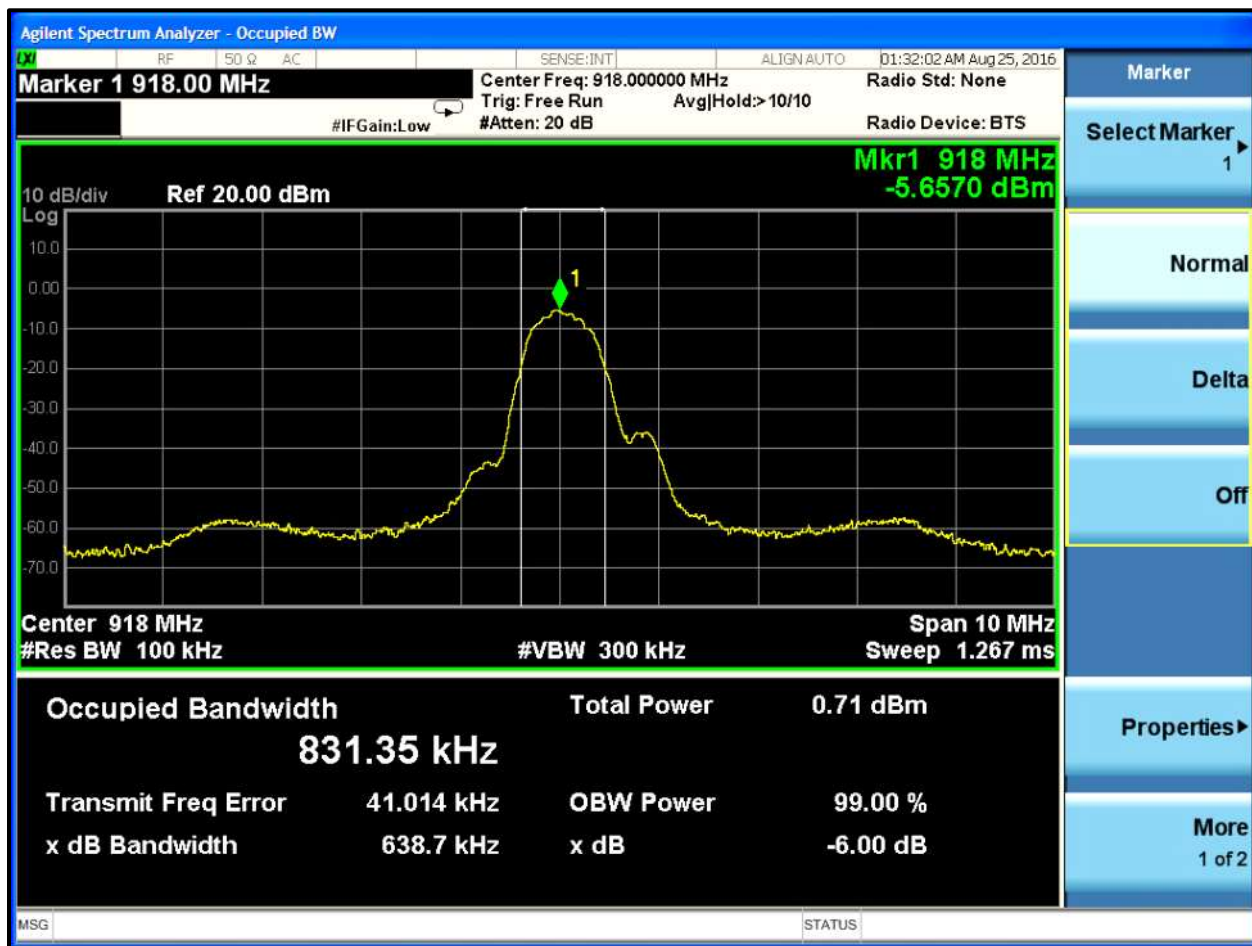 Agilent Spectrum Analyzer - Occupied BW
LXI RF 50 Ω AC SENSE:INT ALIGN AUTO 01:32:02 AM Aug 25, 2016
Marker 1 918.00 MHz
Center Freq: 918.000000 MHz Radio Std: None
Trig: Free Run Avg|Hold:> 10/10
#IFGain:Low #Atten: 20 dB Radio Device: BTS
Mkr1 918 MHz
-5.6570 dBm
10 dB/div Ref 20.00 dBm
Log
10.0
0.00
-10.0
-20.0
-30.0
-40.0
-50.0
-60.0
-70.0
1
Center 918 MHz Span 10 MHz
#Res BW 100 kHz #VBW 300 kHz Sweep 1.267 ms
Occupied Bandwidth Total Power 0.71 dBm
831.35 kHz
Transmit Freq Error 41.014 kHz OBW Power 99.00 %
x dB Bandwidth 638.7 kHz x dB -6.00 dB
MSG STATUS
Marker
Select Marker
1
Normal
Delta
Off
Properties
More
1 of 2